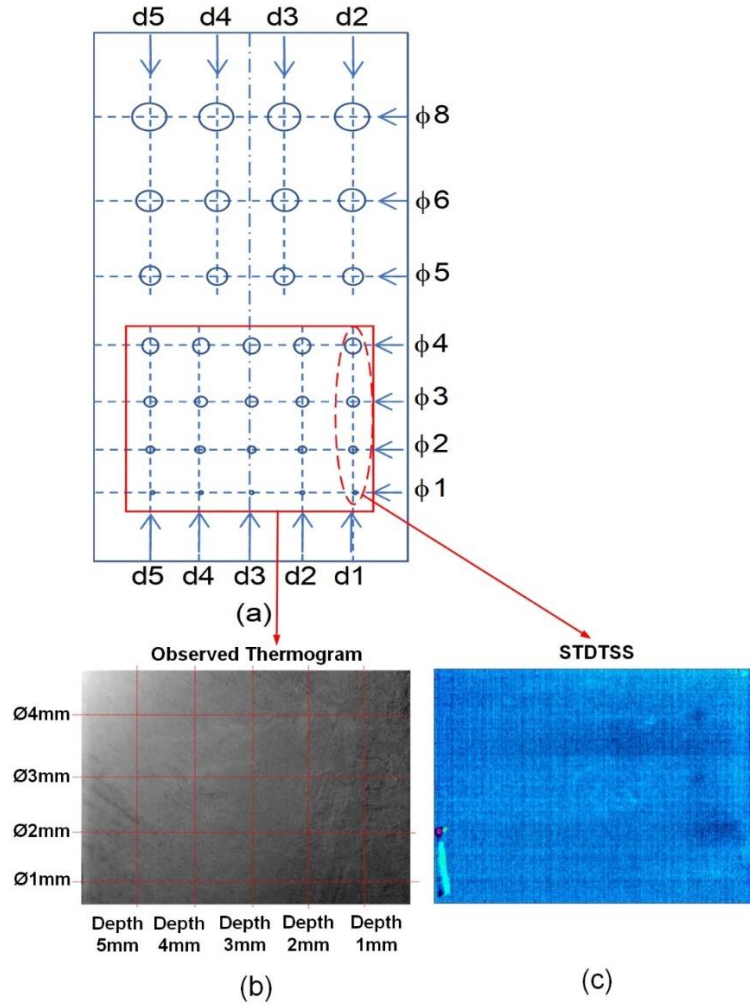 d5 d4 d3 d2
ϕ8
ϕ6
ϕ5
ϕ4
ϕ3
ϕ2
ϕ1
d5 d4 d3 d2 d1
(a)
Observed Thermogram
STDTSS
Ø4mm
Ø3mm
Ø2mm
Ø1mm
Depth Depth Depth Depth Depth
5mm 4mm 3mm 2mm 1mm
(b)
(c)